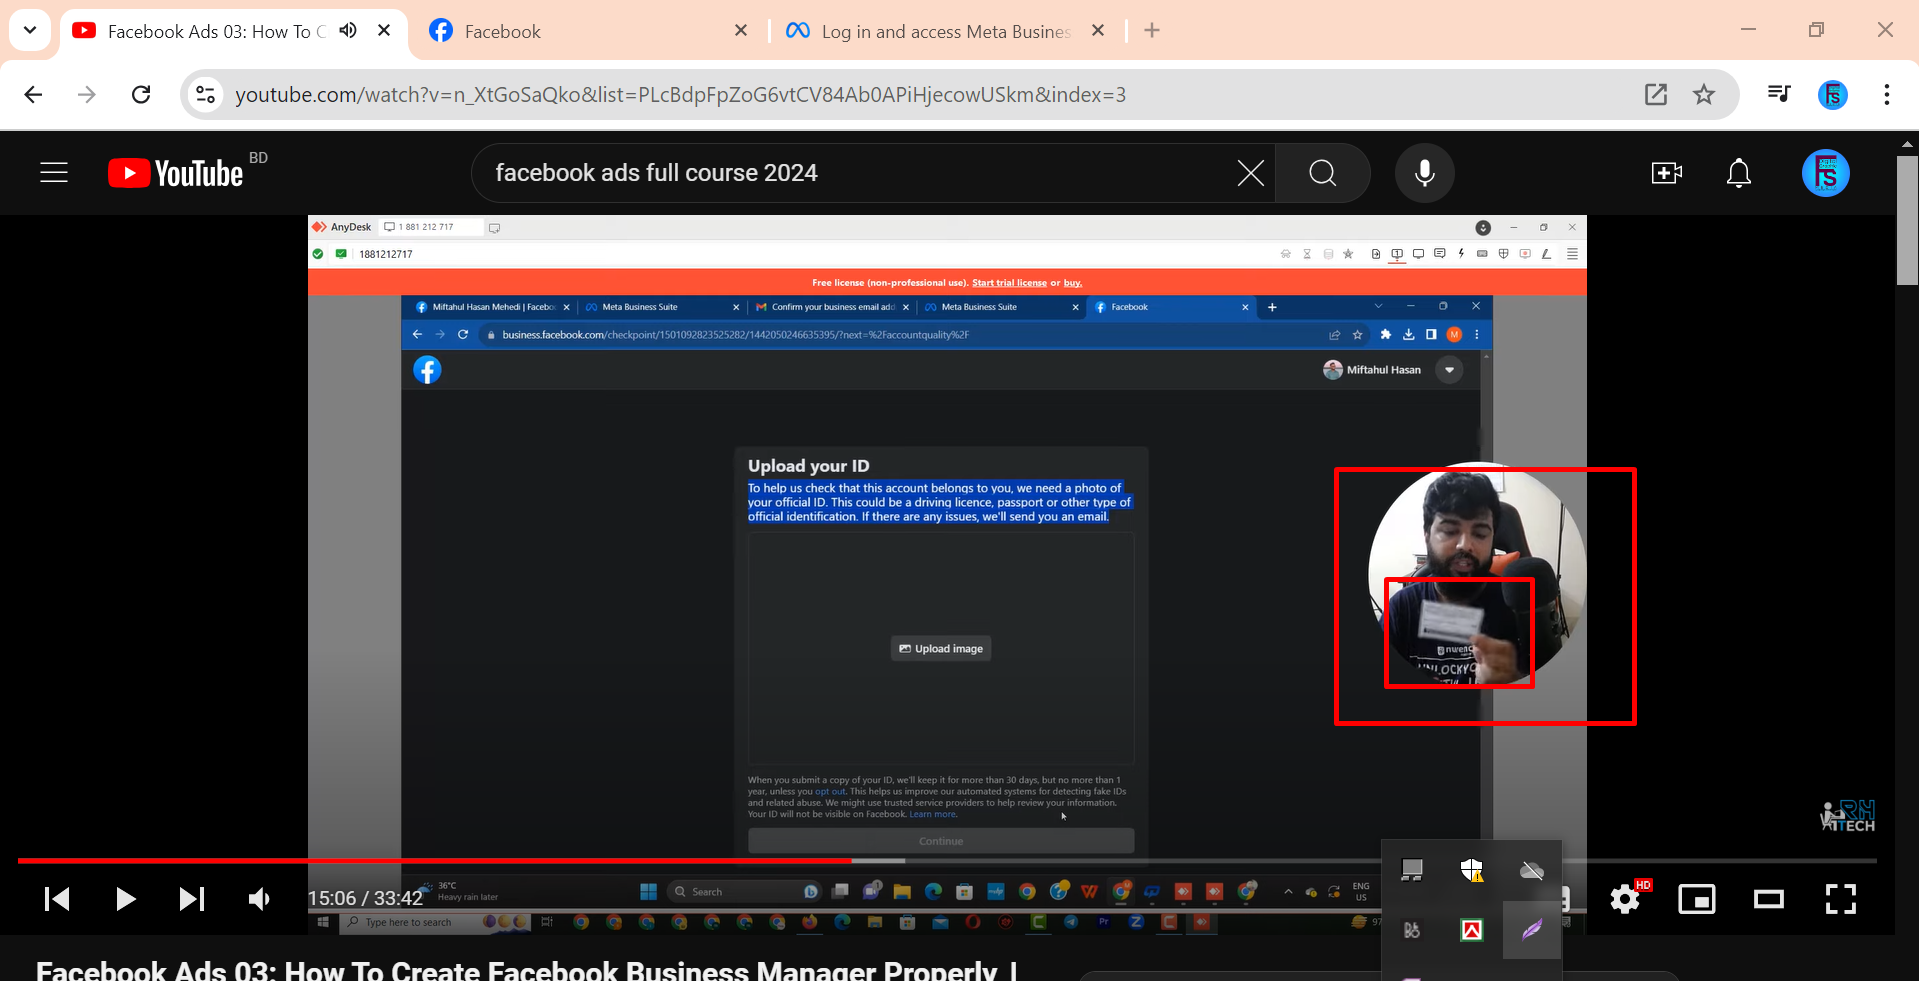 Facebook Ads 03: How To C
Facebook
Log in and access Meta Busines
youtube.com/watch?v=n_XtGoSaQko&list=PLcBdpFpZoG6vtCV84Ab0APiHjecowUSkm&index=3
YouTube BD
facebook ads full course 2024
AnyDesk 1 881 212 717
1881212717
Free license (non-professional use). Start trial license or buy.
Miftahul Hasan Mehedi | Facebo
Meta Business Suite
Confirm your business email add
Meta Business Suite
Facebook
business.facebook.com/checkpoint/1501092823525282/1442050246635395/?next=%2Faccountquality%2F
M
Miftahul Hasan
Upload your ID
To help us check that this account belongs to you, we need a photo of
your official ID. This could be a driving licence, passport or other type of
official identification. If there are any issues, we'll send you an email.
Upload image
When you submit a copy of your ID, we'll keep it for more than 30 days, but no more than 1
year, unless you opt out. This helps us improve our automated systems for detecting fake IDs
and related abuse. We might use trusted service providers to help review your information.
Your ID will not be visible on Facebook. Learn more.
Continue
RH
TECH
15:06 / 33:42
36°C
Heavy rain later
Search
ENG
US
HD
Type here to search
Facebook Ads 03: How To Create Facebook Business Manager Properly |